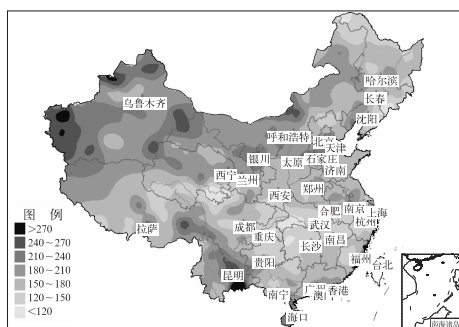 哈尔滨
长春
乌鲁木齐
沈阳
呼和浩特
北京
天津
银川
太原
石家庄
济南
西宁
兰州
西安
郑州
合肥
南京
上海
拉萨
成都
武汉
杭州
重庆
长沙
南昌
贵阳
福州
昆明
台北
南宁
广州
香港
澳门
海口
南海诸岛
图 例
>270
240~270
210~240
180~210
150~180
120~150
<120